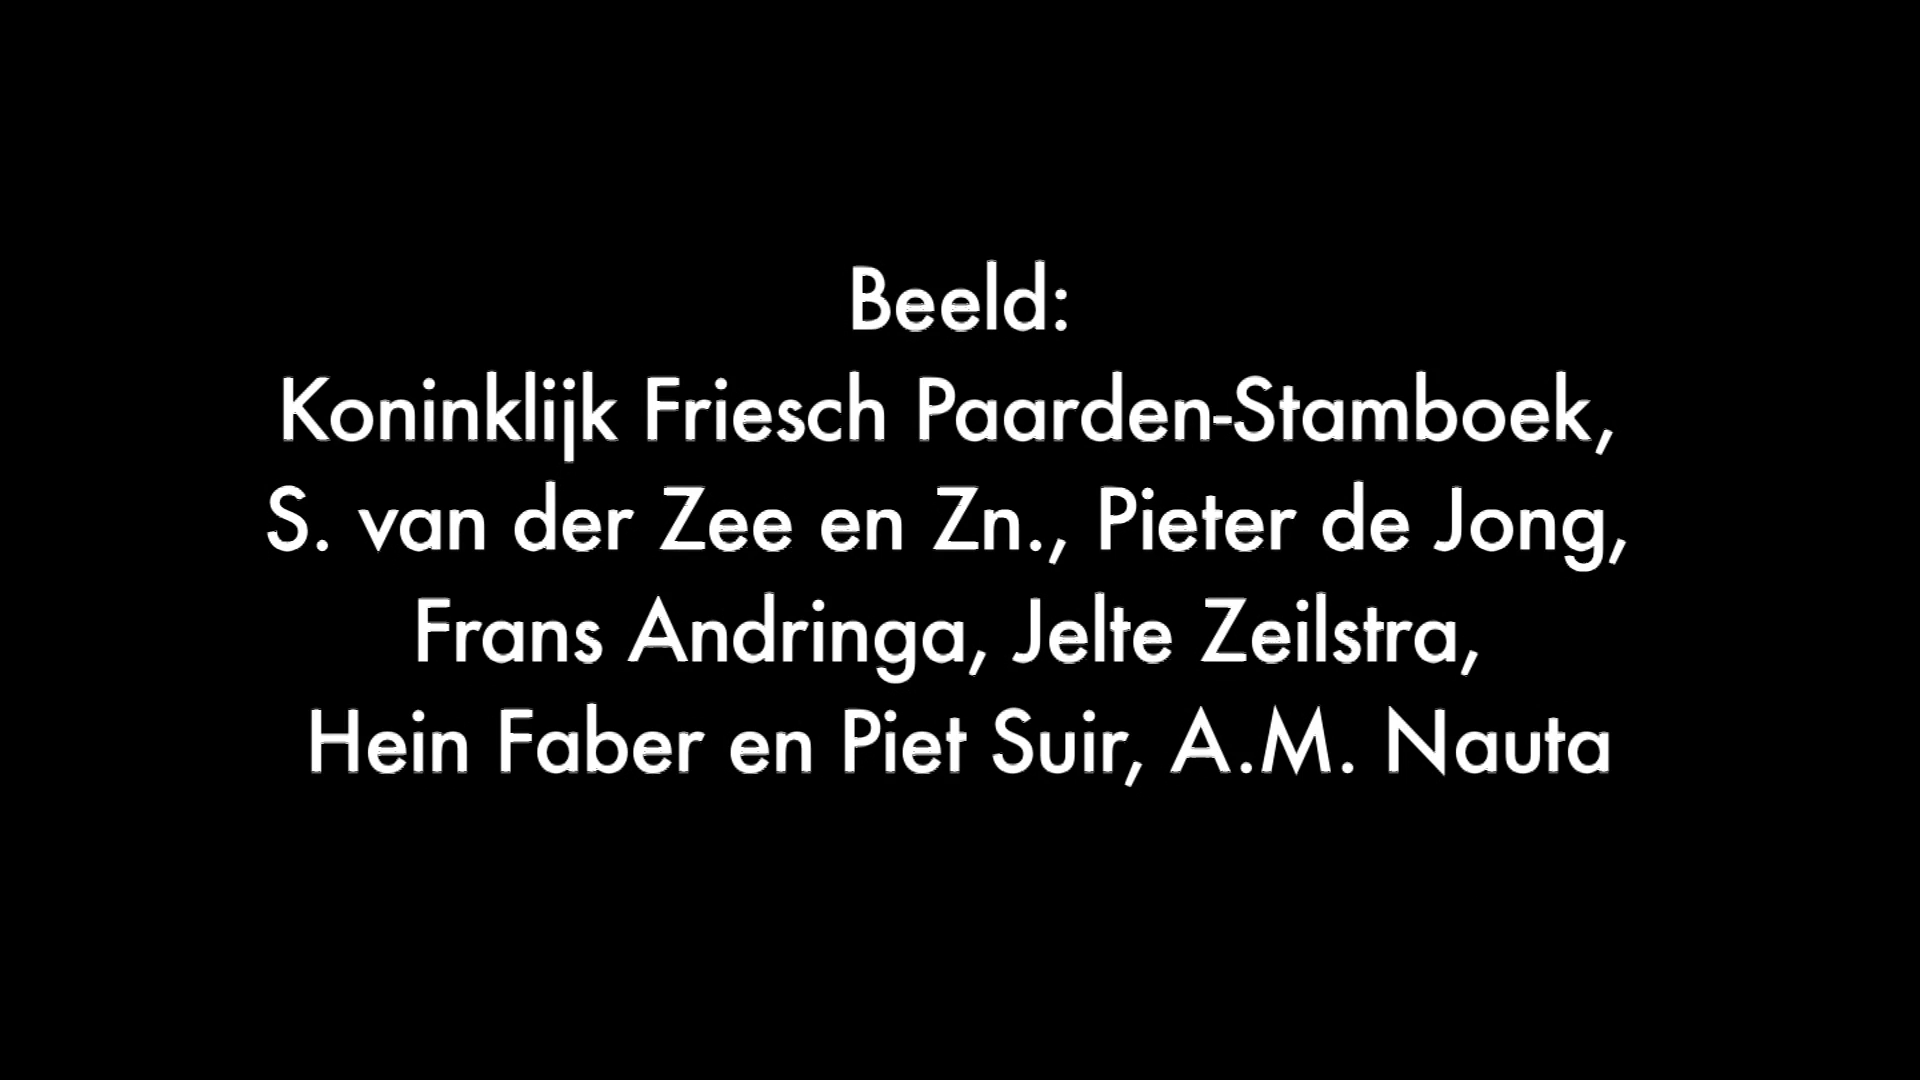 Beeld:
Koninklijk Friesch Paarden-Stamboek,
S. van der Zee en Zn., Pieter de Jong,
Frans Andringa, Jelte Zeilstra,
Hein Faber en Piet Suir, A.M. Nauta